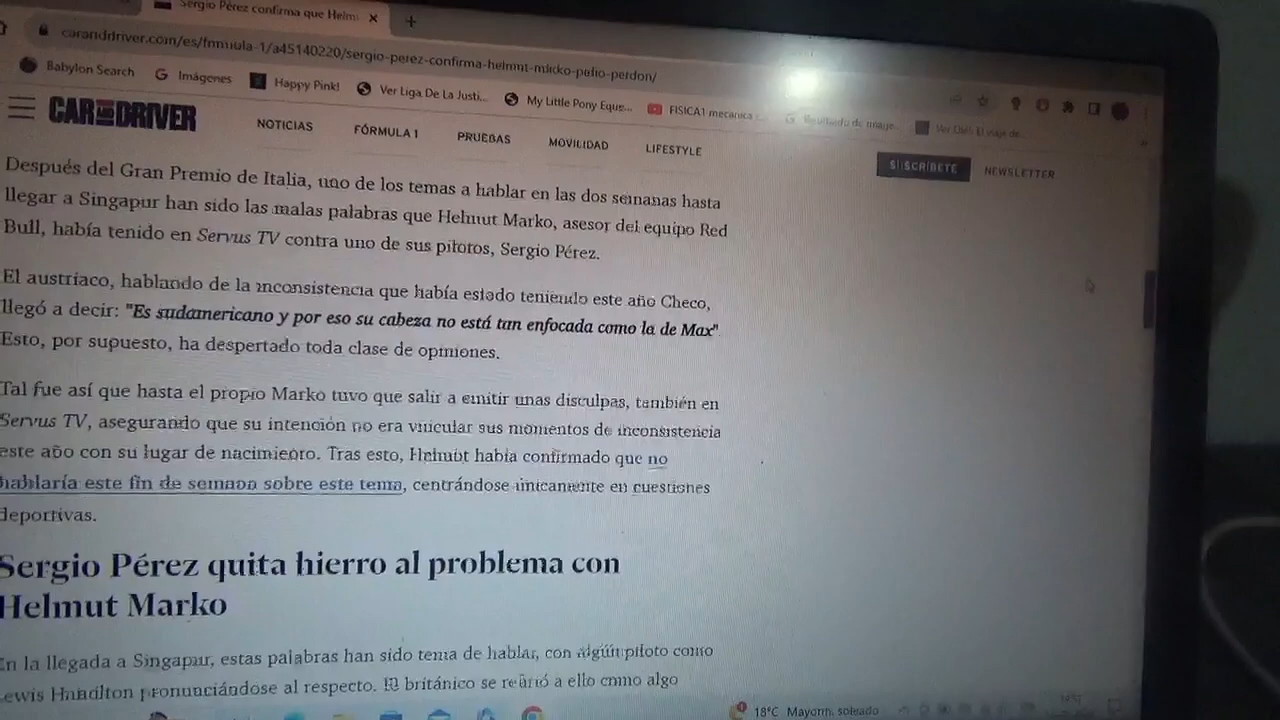 Sergio Pérez confirma que Helm
caranddriver.com/es/formula-1/a45140220/sergio-perez-confirma-helmut-marko-pidio-perdon/
Babylon Search
Imágenes
Happy Pink!
Ver Liga De La Justi...
My Little Pony Eque...
FISICA1 mecanica
Resultado de image...
CAR AND DRIVER
NOTICIAS
FÓRMULA 1
PRUEBAS
MOVILIDAD
LIFESTYLE
SUSCRÍBETE
NEWSLETTER
Después del Gran Premio de Italia, uno de los temas a hablar en las dos semanas hasta
llegar a Singapur han sido las malas palabras que Helmut Marko, asesor del equipo Red
Bull, había tenido en Servus TV contra uno de sus pilotos, Sergio Pérez.
El austriaco, hablando de la inconsistencia que había estado teniendo este año Checo,
llegó a decir: "Es sudamericano y por eso su cabeza no está tan enfocada como la de Max".
Esto, por supuesto, ha despertado toda clase de opiniones.
Tal fue así que hasta el propio Marko tuvo que salir a emitir unas disculpas, también en
Servus TV, asegurando que su intención no era vincular sus momentos de inconsistencia
este año con su lugar de nacimiento. Tras esto, Helmut había confirmado que no
hablaría este fin de semana sobre este tema, centrándose únicamente en cuestiones
deportivas.
Sergio Pérez quita hierro al problema con
Helmut Marko
En la llegada a Singapur, estas palabras han sido tema de hablar, con algún piloto como
Lewis Hamilton pronunciándose al respecto. El británico se refirió a ello como algo
18°C Mayorm. soleado